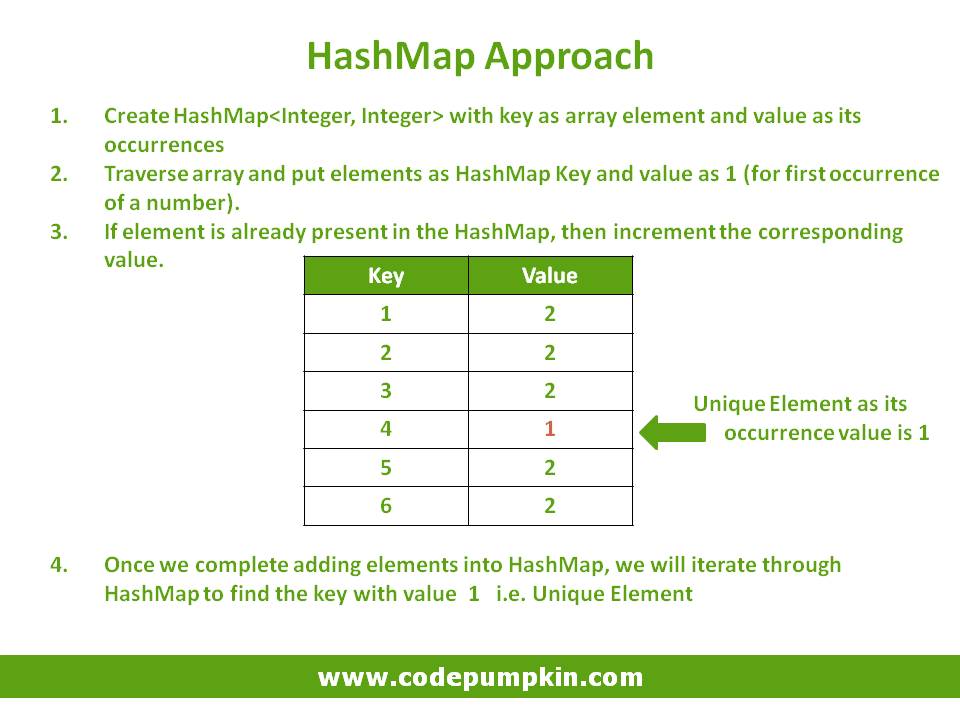 HashMap Approach
1. Create HashMap<Integer, Integer> with key as array element and value as its
occurrences
2. Traverse array and put elements as HashMap Key and value as 1 (for first occurrence
of a number).
3. If element is already present in the HashMap, then increment the corresponding
value.
Key Value
1 2
2 2
3 2
4 1
5 2
6 2
Unique Element as its
occurrence value is 1
4. Once we complete adding elements into HashMap, we will iterate through
HashMap to find the key with value 1 i.e. Unique Element
www.codepumpkin.com